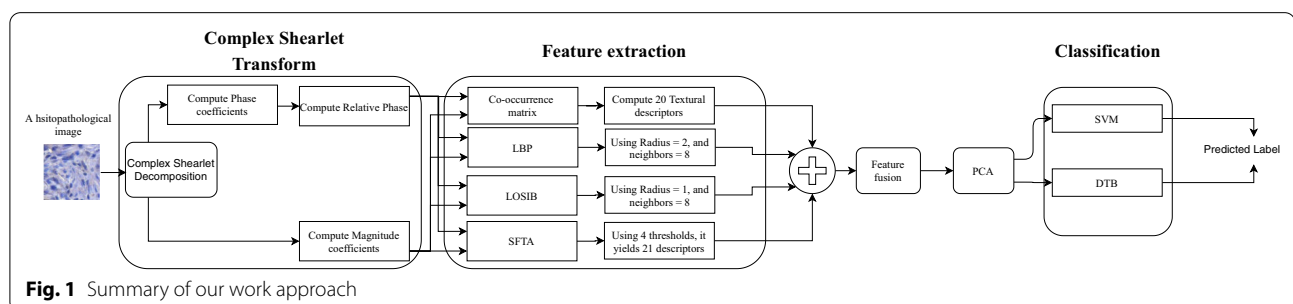 Complex Shearlet
Transform
Feature extraction
Classification
A hsitopathological
image
Complex Shearlet
Decomposition
Compute Phase
coefficients
Compute Relative Phase
Compute Magnitude
coefficients
Co-occurrence
matrix
Compute 20 Textural
descriptors
LBP
Using Radius = 2, and
neighbors = 8
LOSIB
Using Radius = 1, and
neighbors = 8
SFTA
Using 4 thresholds, it
yields 21 descriptors
Feature
fusion
PCA
SVM
DTB
Predicted Label
Fig. 1 Summary of our work approach